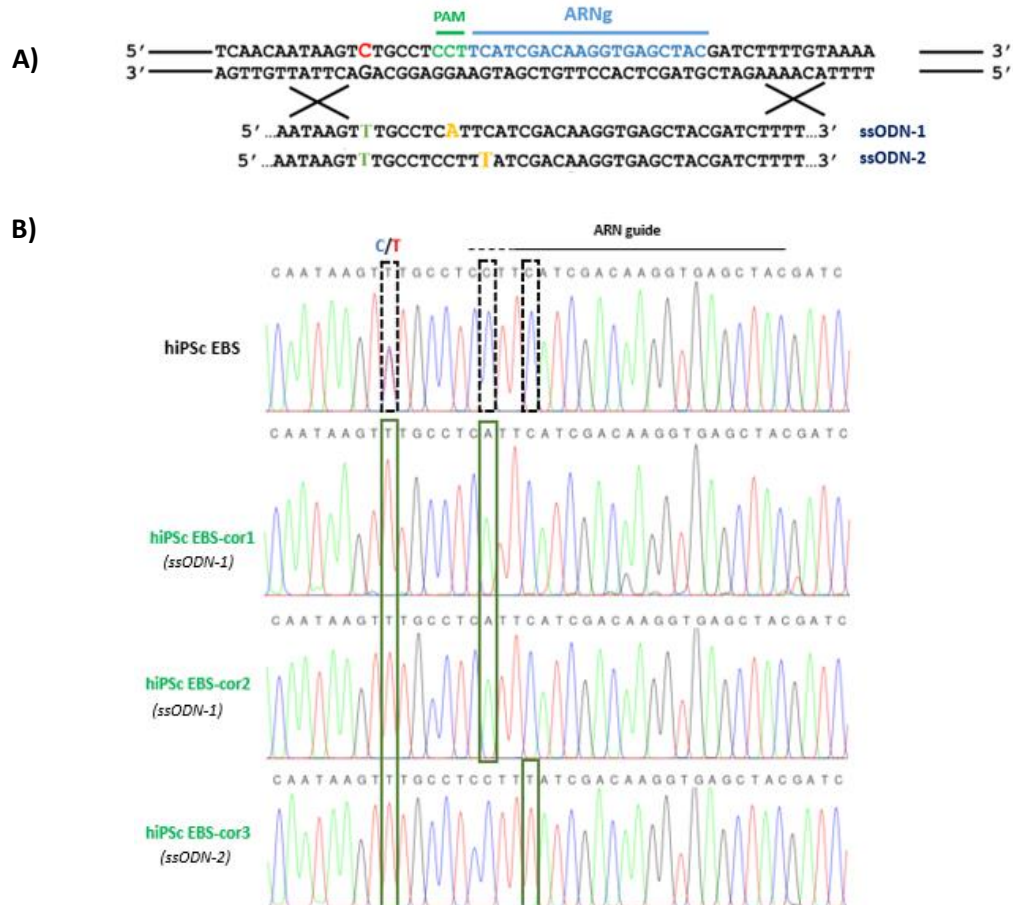 A)
PAM ARNg
5' TCAACAATAAGTCTGCCTCCTTCATCGACAAGGTGAGCTACGATCTTTTGTAAAA 3'
3' AGTTGTTATTCAGACGGAGGAAGTAGCTGTTCCACTCGATGCTAGAAAACATTTT 5'
5' …AATAAGTTTGCCTCATTCATCGACAAGGTGAGCTACGATCTTTT…3' ssODN-1
5' …AATAAGTTTGCCTCCTTTATCGACAAGGTGAGCTACGATCTTTT…3' ssODN-2
B)
C/T ARN guide
CAATAAGTTTGCCTCCTTCATCGACAAGGTGAGCTACGATC
hiPSc EBS
CAATAAGTTTGCCTCATTCATCGACAAGGTGAGCTACGATC
hiPSc EBS-cor1
(ssODN-1)
CAATAAGTTTGCCTCATTCATCGACAAGGTGAGCTACGATC
hiPSc EBS-cor2
(ssODN-1)
CAATAAGTTTGCCTCCTTTATCGACAAGGTGAGCTACGATC
hiPSc EBS-cor3
(ssODN-2)